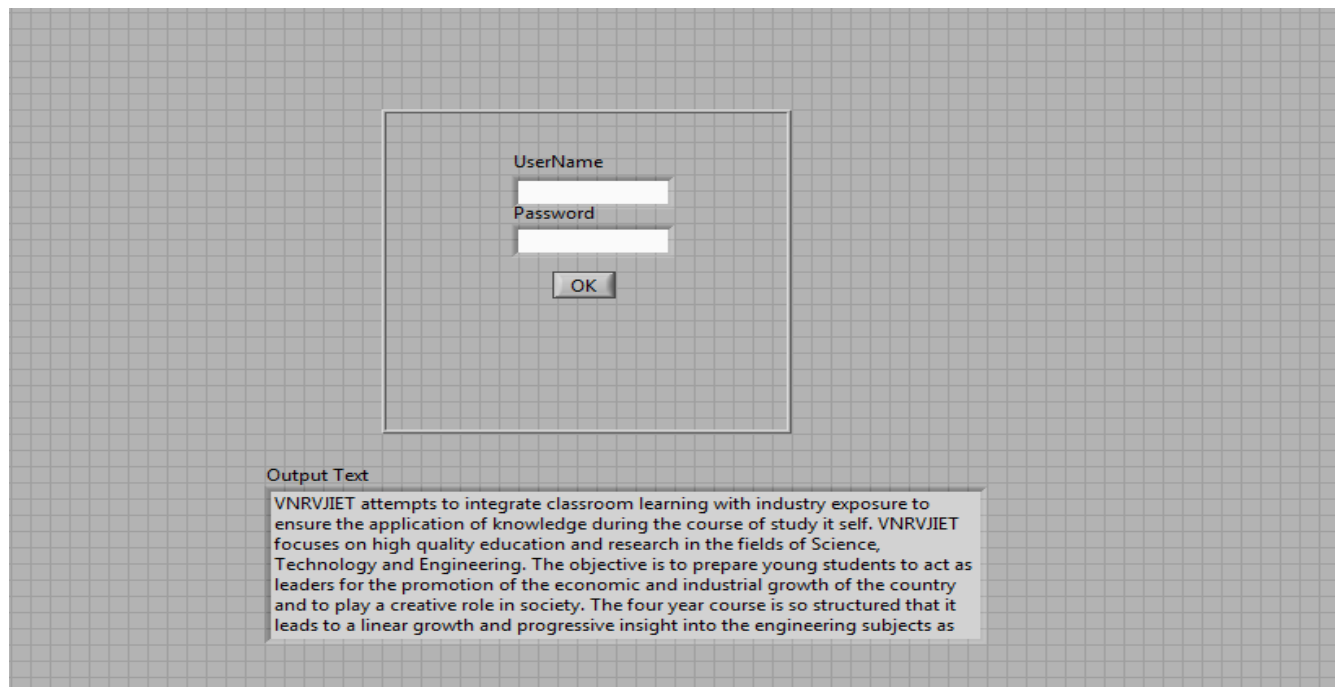 UserName
Password
OK
Output Text
VNRVJIET attempts to integrate classroom learning with industry exposure to
ensure the application of knowledge during the course of study it self. VNRVJIET
focuses on high quality education and research in the fields of Science,
Technology and Engineering. The objective is to prepare young students to act as
leaders for the promotion of the economic and industrial growth of the country
and to play a creative role in society. The four year course is so structured that it
leads to a linear growth and progressive insight into the engineering subjects as